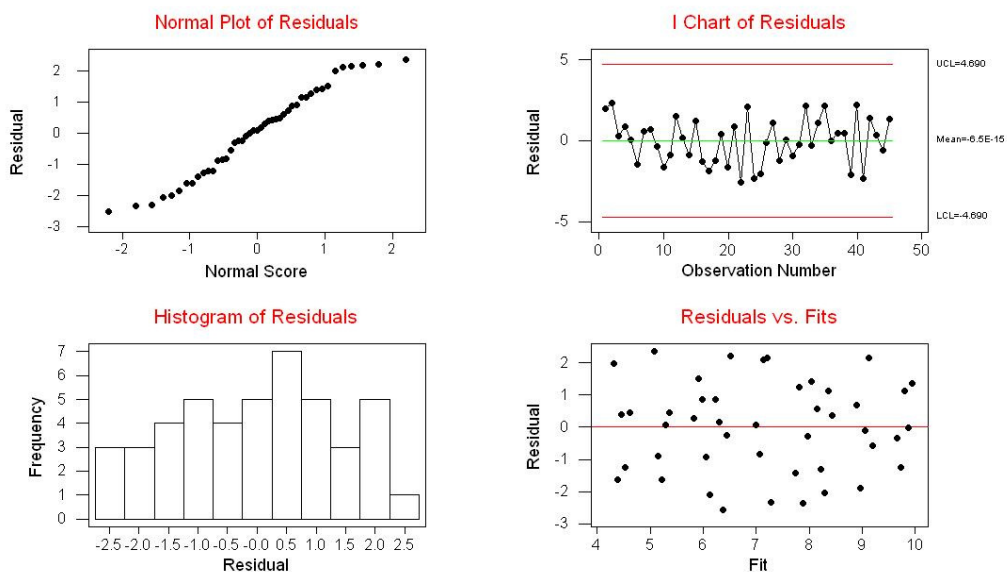 Normal Plot of Residuals
Residual
2
1
0
-1
-2
-3
-2 -1 0 1 2
Normal Score
I Chart of Residuals
Residual
5
0
-5
UCL=4.690
Mean=-6.5E-15
LCL=-4.690
0 10 20 30 40 50
Observation Number
Histogram of Residuals
Frequency
7
6
5
4
3
2
1
0
-2.5 -2.0 -1.5 -1.0 -0.5 -0.0 0.5 1.0 1.5 2.0 2.5
Residual
Residuals vs. Fits
Residual
2
1
0
-1
-2
-3
4 5 6 7 8 9 10
Fit